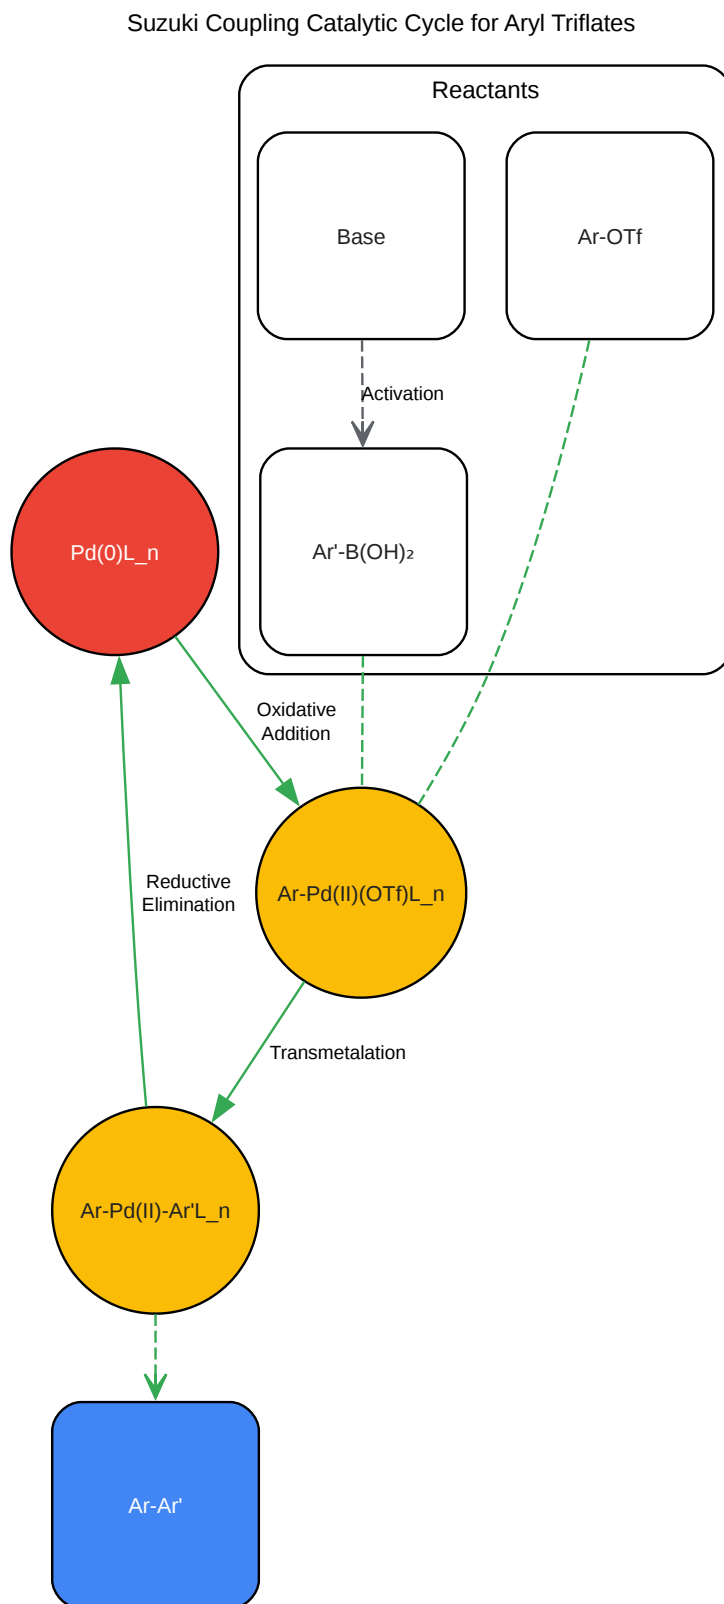 Suzuki Coupling Catalytic Cycle for Aryl Triflates
Reactants
Base
Ar-OTf
Activation
Pd(0)L_n
Ar'-B(OH)₂
Oxidative
Addition
Reductive
Elimination
Ar-Pd(II)(OTf)L_n
Transmetalation
Ar-Pd(II)-Ar'L_n
Ar-Ar'